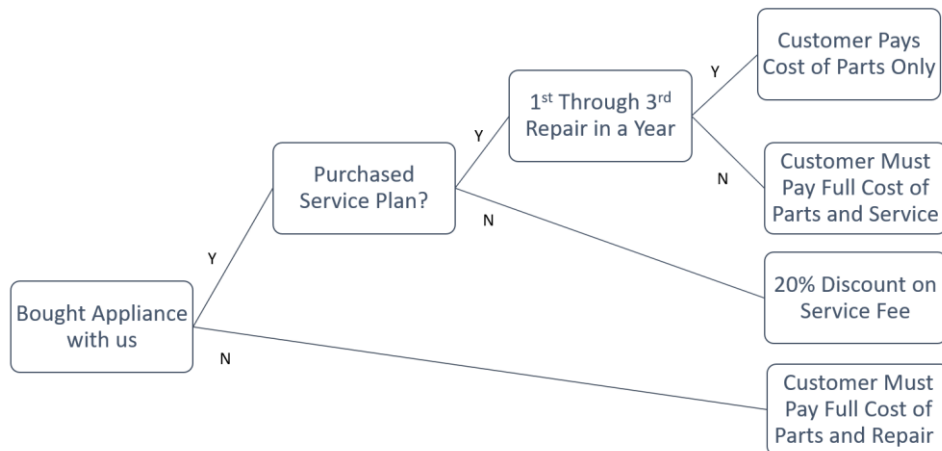 Customer Pays
Cost of Parts Only
Y
1st Through 3rd
Repair in a Year
Y
N
Customer Must
Pay Full Cost of
Parts and Service
Purchased
Service Plan?
N
Y
20% Discount on
Service Fee
Bought Appliance
with us
N
Customer Must
Pay Full Cost of
Parts and Repair